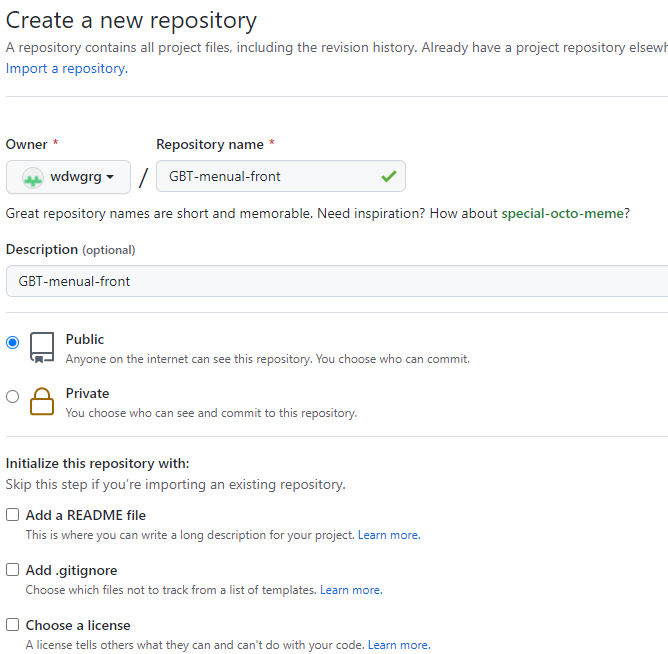 Create a new repository
A repository contains all project files, including the revision history. Already have a project repository
Import a repository.
Owner *
Repository name *
wdwgrg / GBT-menual-front
Great repository names are short and memorable. Need inspiration? How about special-octo-meme?
Description (optional)
GBT-menual-front
Public
Anyone on the internet can see this repository. You choose who can commit.
Private
You choose who can see and commit to this repository.
Initialize this repository with:
Skip this step if you're importing an existing repository.
Add a README file
This is where you can write a long description for your project. Learn more.
Add .gitignore
Choose which files not to track from a list of templates. Learn more.
Choose a license
A license tells others what they can and can't do with your code. Learn more.